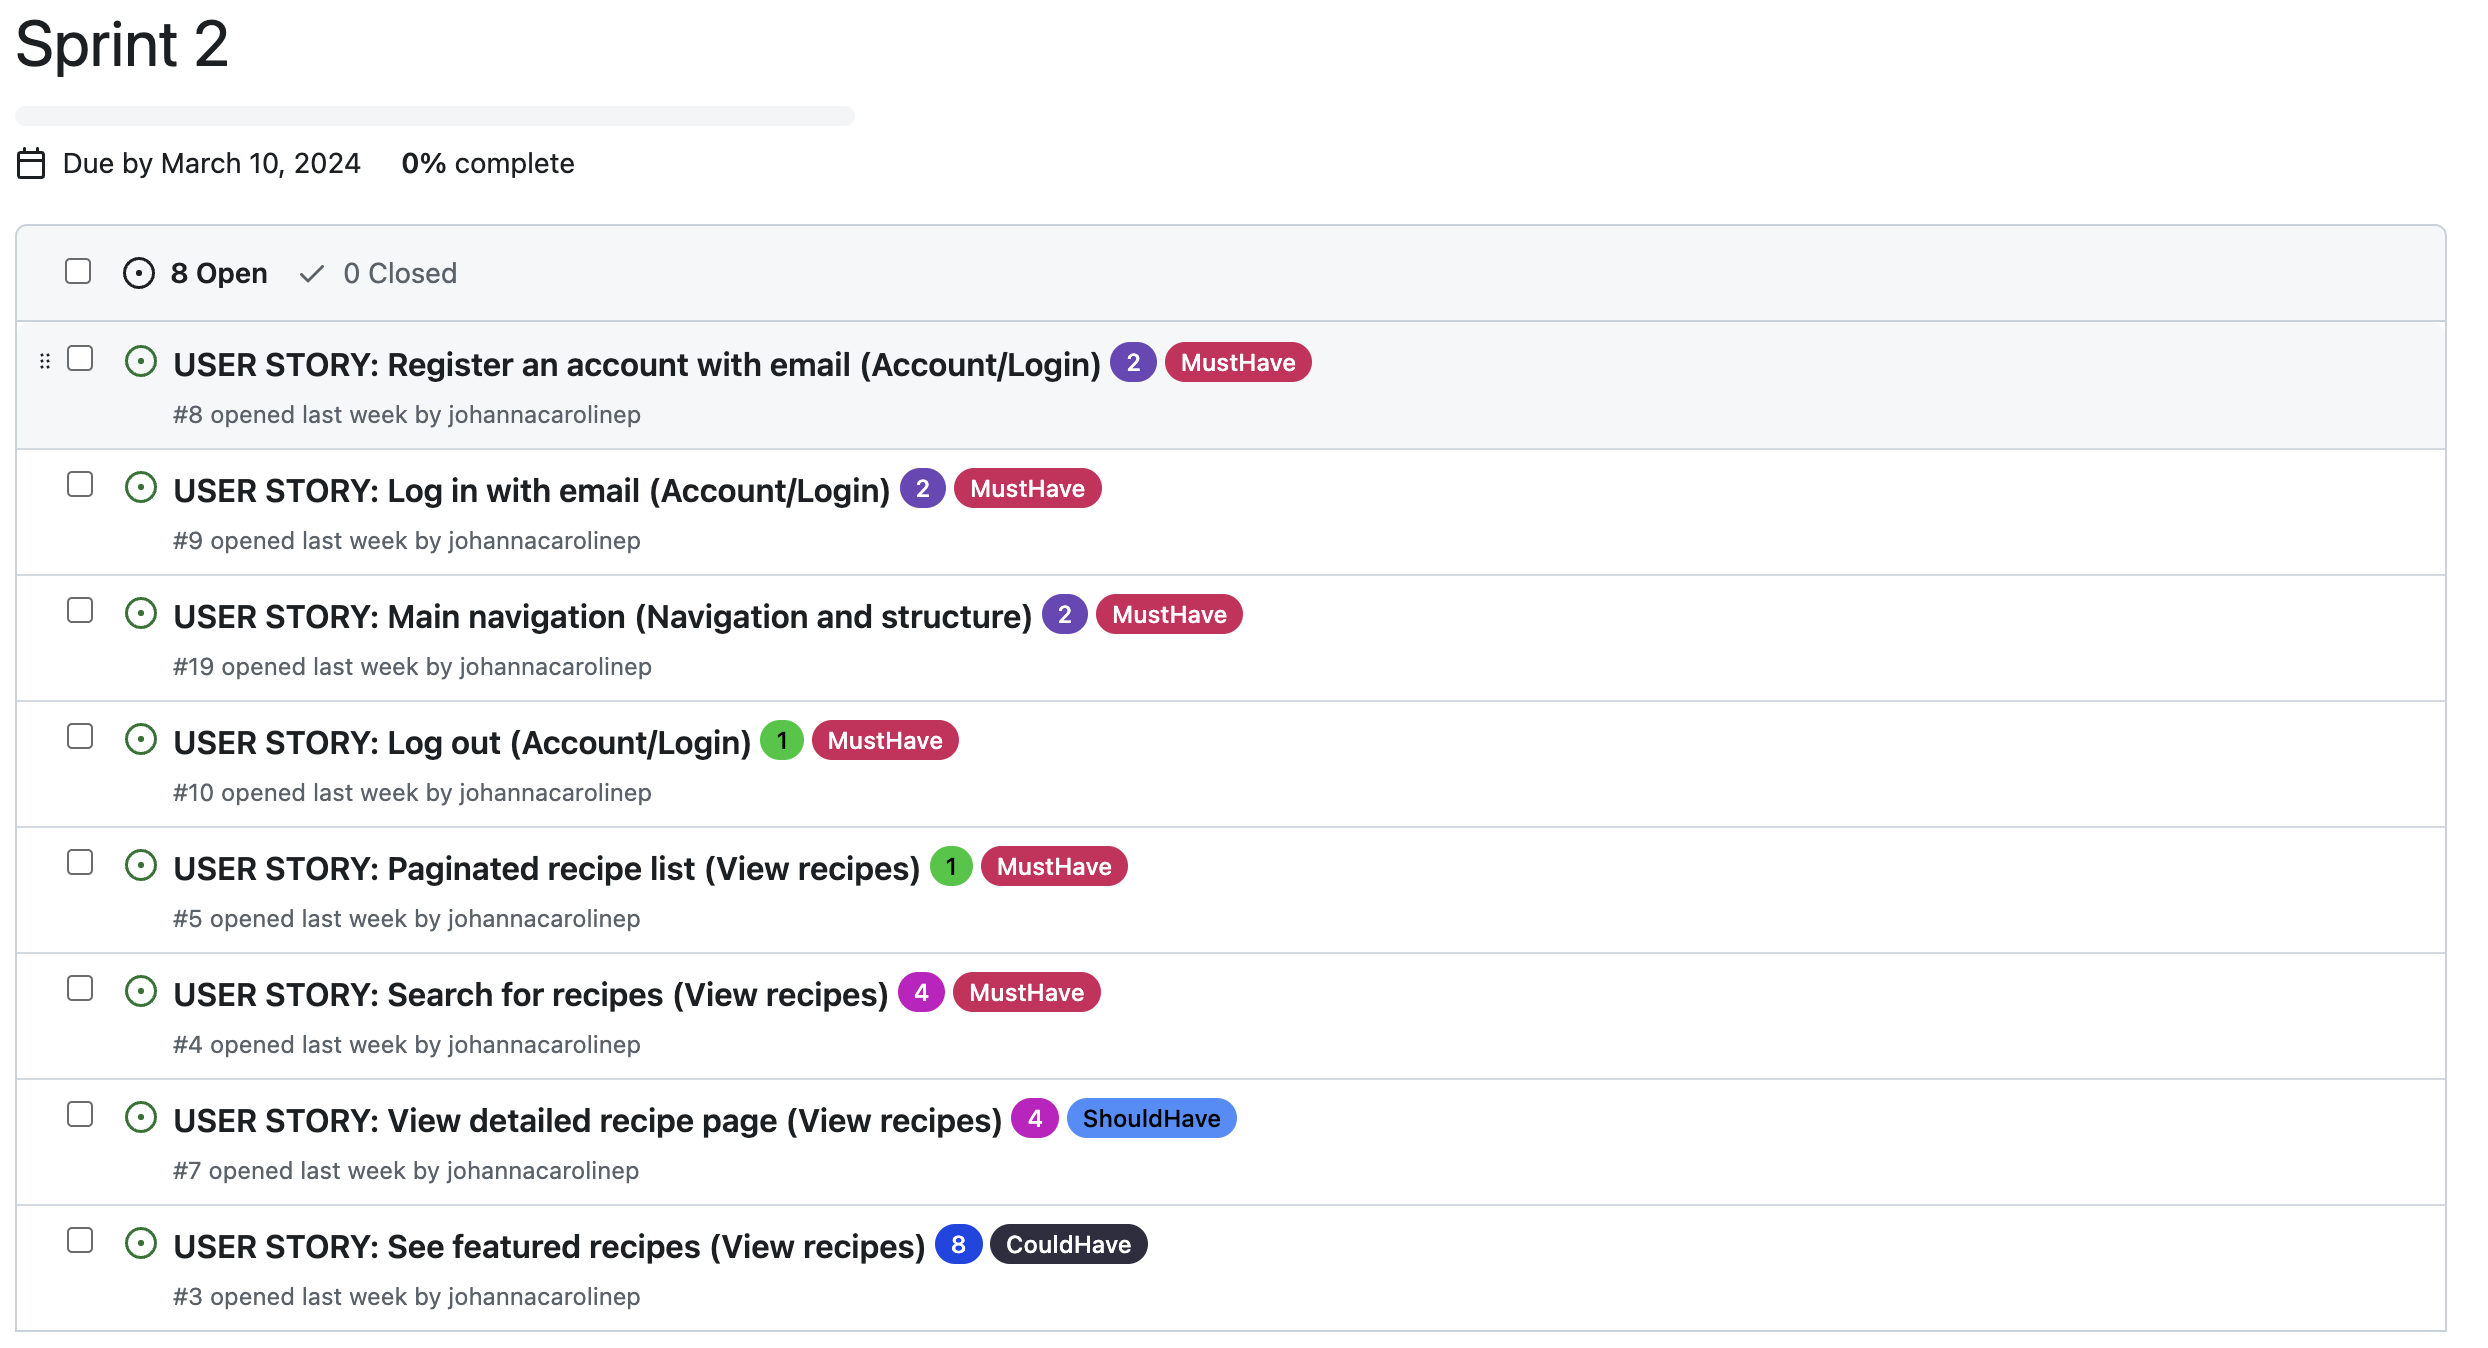 Sprint 2
Due by March 10, 2024 0% complete
8 Open 0 Closed
USER STORY: Register an account with email (Account/Login) 2 MustHave
#8 opened last week by johannacarolinep
USER STORY: Log in with email (Account/Login) 2 MustHave
#9 opened last week by johannacarolinep
USER STORY: Main navigation (Navigation and structure) 2 MustHave
#19 opened last week by johannacarolinep
USER STORY: Log out (Account/Login) 1 MustHave
#10 opened last week by johannacarolinep
USER STORY: Paginated recipe list (View recipes) 1 MustHave
#5 opened last week by johannacarolinep
USER STORY: Search for recipes (View recipes) 4 MustHave
#4 opened last week by johannacarolinep
USER STORY: View detailed recipe page (View recipes) 4 ShouldHave
#7 opened last week by johannacarolinep
USER STORY: See featured recipes (View recipes) 8 CouldHave
#3 opened last week by johannacarolinep